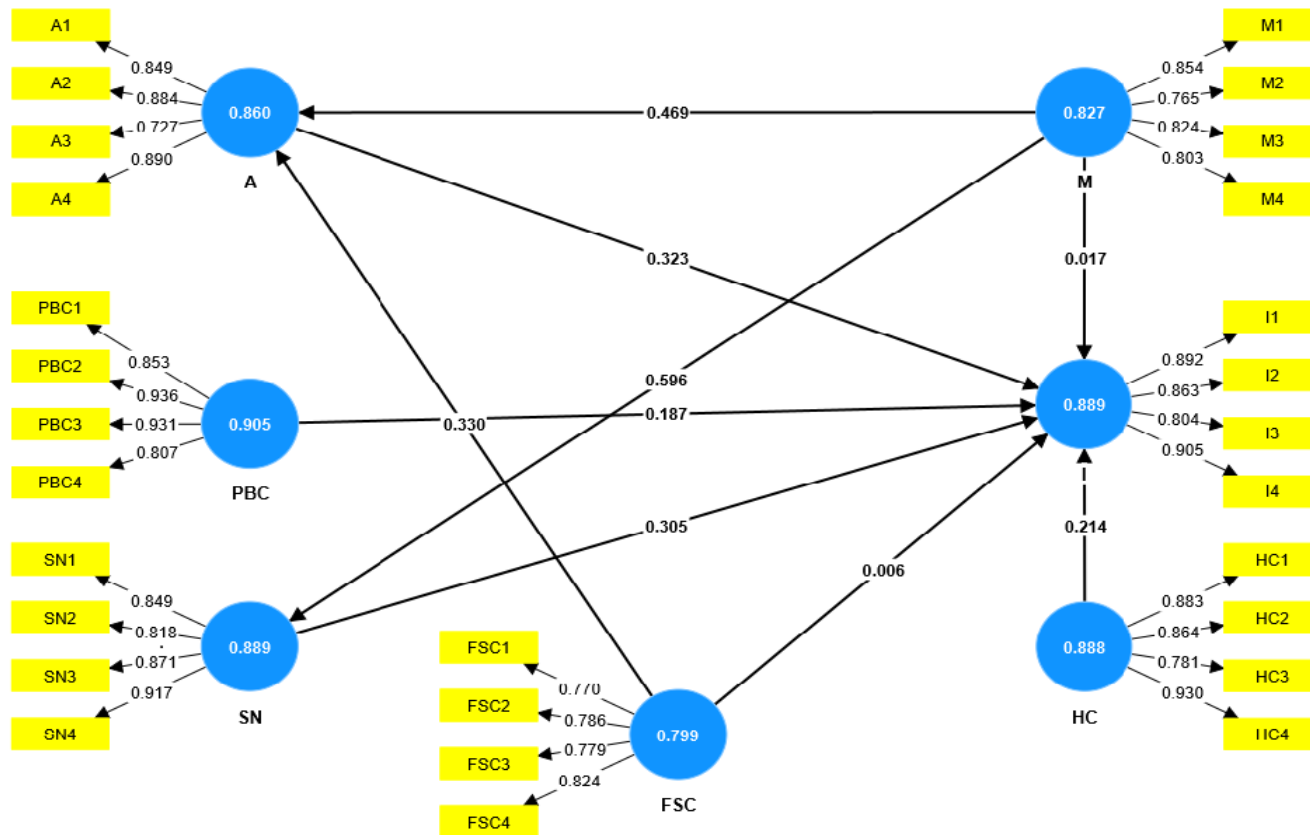 A1
A2
A3
A4
0.849
0.884
0.727
0.890
0.860
A
0.469
M1
M2
M3
M4
0.854
0.765
0.824
0.803
0.827
M
0.323
0.017
PBC1
PBC2
PBC3
PBC4
0.853
0.936
0.931
0.807
0.905
PBC
0.596
0.187
0.330
I1
I2
I3
I4
0.892
0.863
0.804
0.905
0.889
SN1
SN2
SN3
SN4
0.849
0.818
0.871
0.917
0.889
SN
0.305
0.006
0.214
FSC1
FSC2
FSC3
FSC4
0.770
0.786
0.779
0.824
0.799
FSC
HC1
HC2
HC3
HC4
0.883
0.864
0.781
0.930
0.888
HC